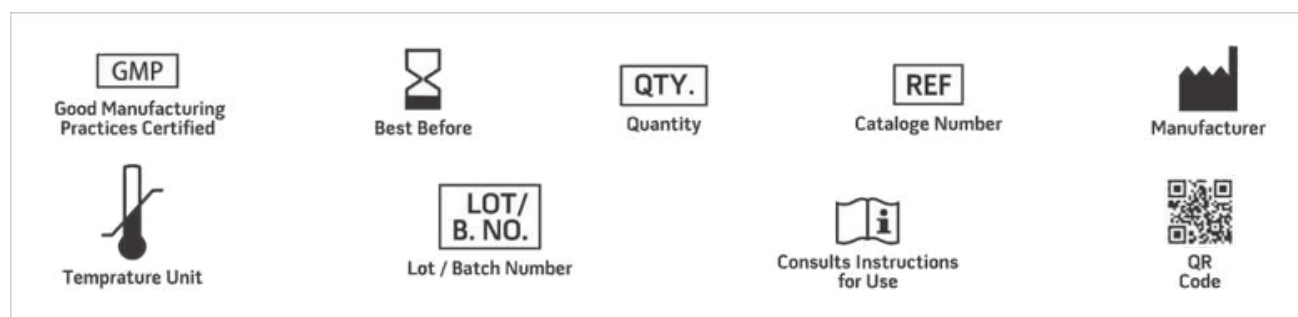 GMP
Good Manufacturing
Practices Certified
Best Before
QTY.
Quantity
REF
Cataloge Number
Manufacturer
Temprature Unit
LOT/
B. NO.
Lot / Batch Number
i
Consults Instructions
for Use
QR
Code